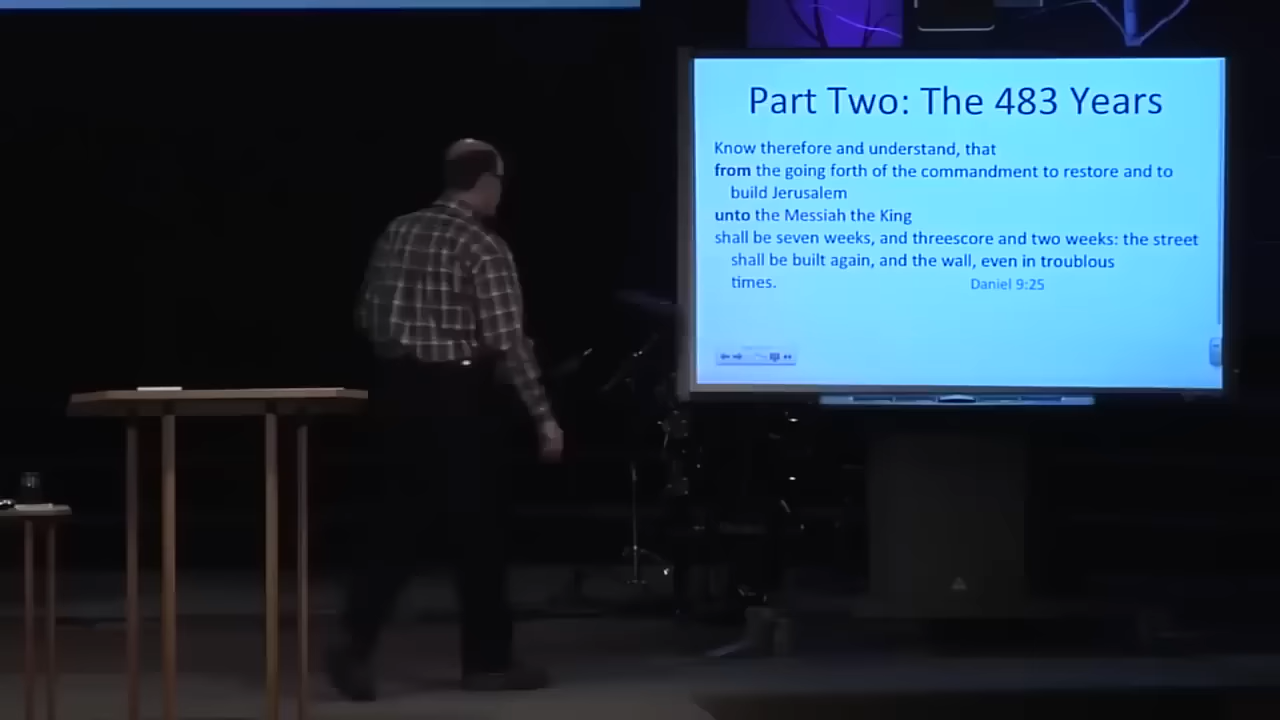 Part Two: The 483 Years
Know therefore and understand, that
from the going forth of the commandment to restore and to
build Jerusalem
unto the Messiah the King
shall be seven weeks, and threescore and two weeks: the street
shall be built again, and the wall, even in troublous
times. Daniel 9:25